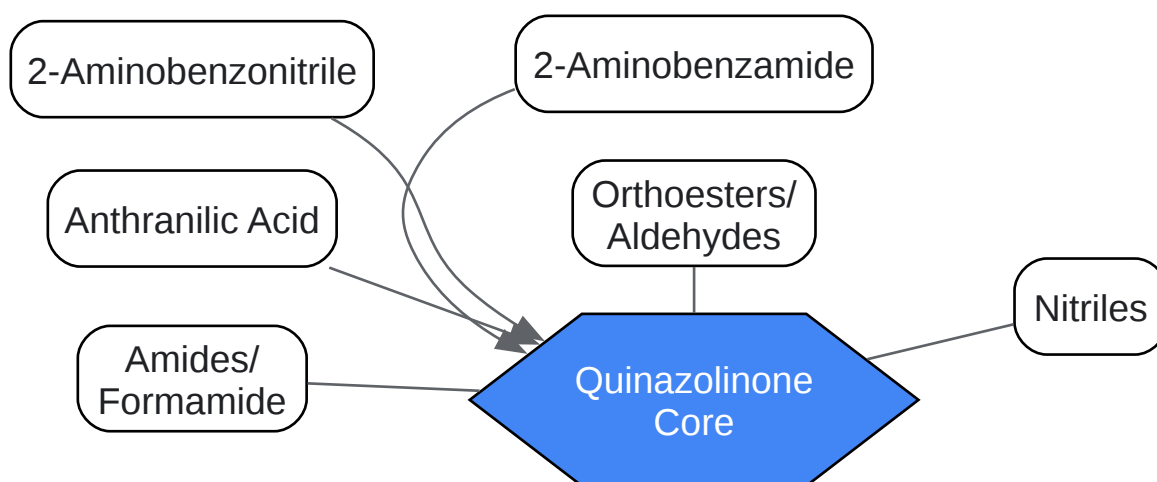 2-Aminobenzonitrile
2-Aminobenzamide
Anthranilic Acid
Orthoesters/
Aldehydes
Nitriles
Amides/
Formamide
Quinazolinone
Core